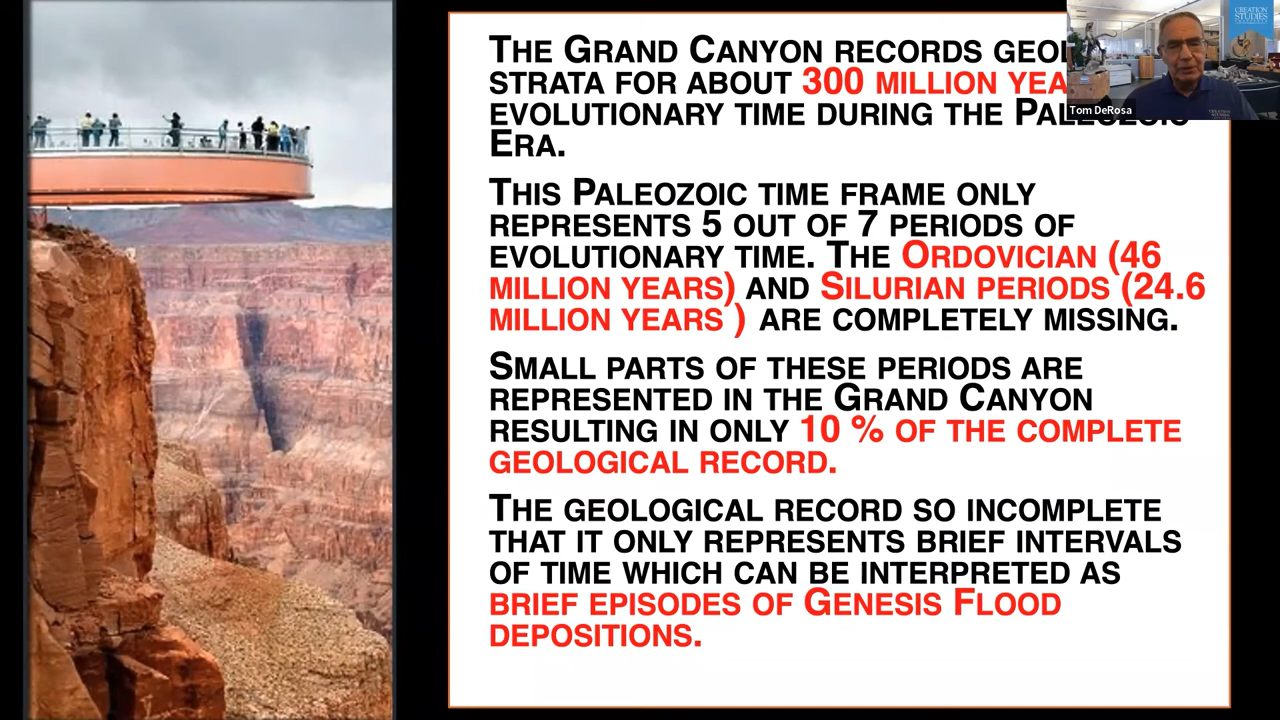 THE GRAND CANYON RECORDS
STRATA FOR ABOUT 300 MILLION
EVOLUTIONARY TIME DURING THE PALEOZOIC
ERA.
THIS PALEOZOIC TIME FRAME ONLY
REPRESENTS 5 OUT OF 7 PERIODS OF
EVOLUTIONARY TIME. THE ORDOVICIAN (46
MILLION YEARS) AND SILURIAN PERIODS (24.6
MILLION YEARS ) ARE COMPLETELY MISSING.
SMALL PARTS OF THESE PERIODS ARE
REPRESENTED IN THE GRAND CANYON
RESULTING IN ONLY 10 % OF THE COMPLETE
GEOLOGICAL RECORD.
THE GEOLOGICAL RECORD SO INCOMPLETE
THAT IT ONLY REPRESENTS BRIEF INTERVALS
OF TIME WHICH CAN BE INTERPRETED AS
BRIEF EPISODES OF GENESIS FLOOD
DEPOSITIONS.
Tom DeRosa
CREATION
STUDIES